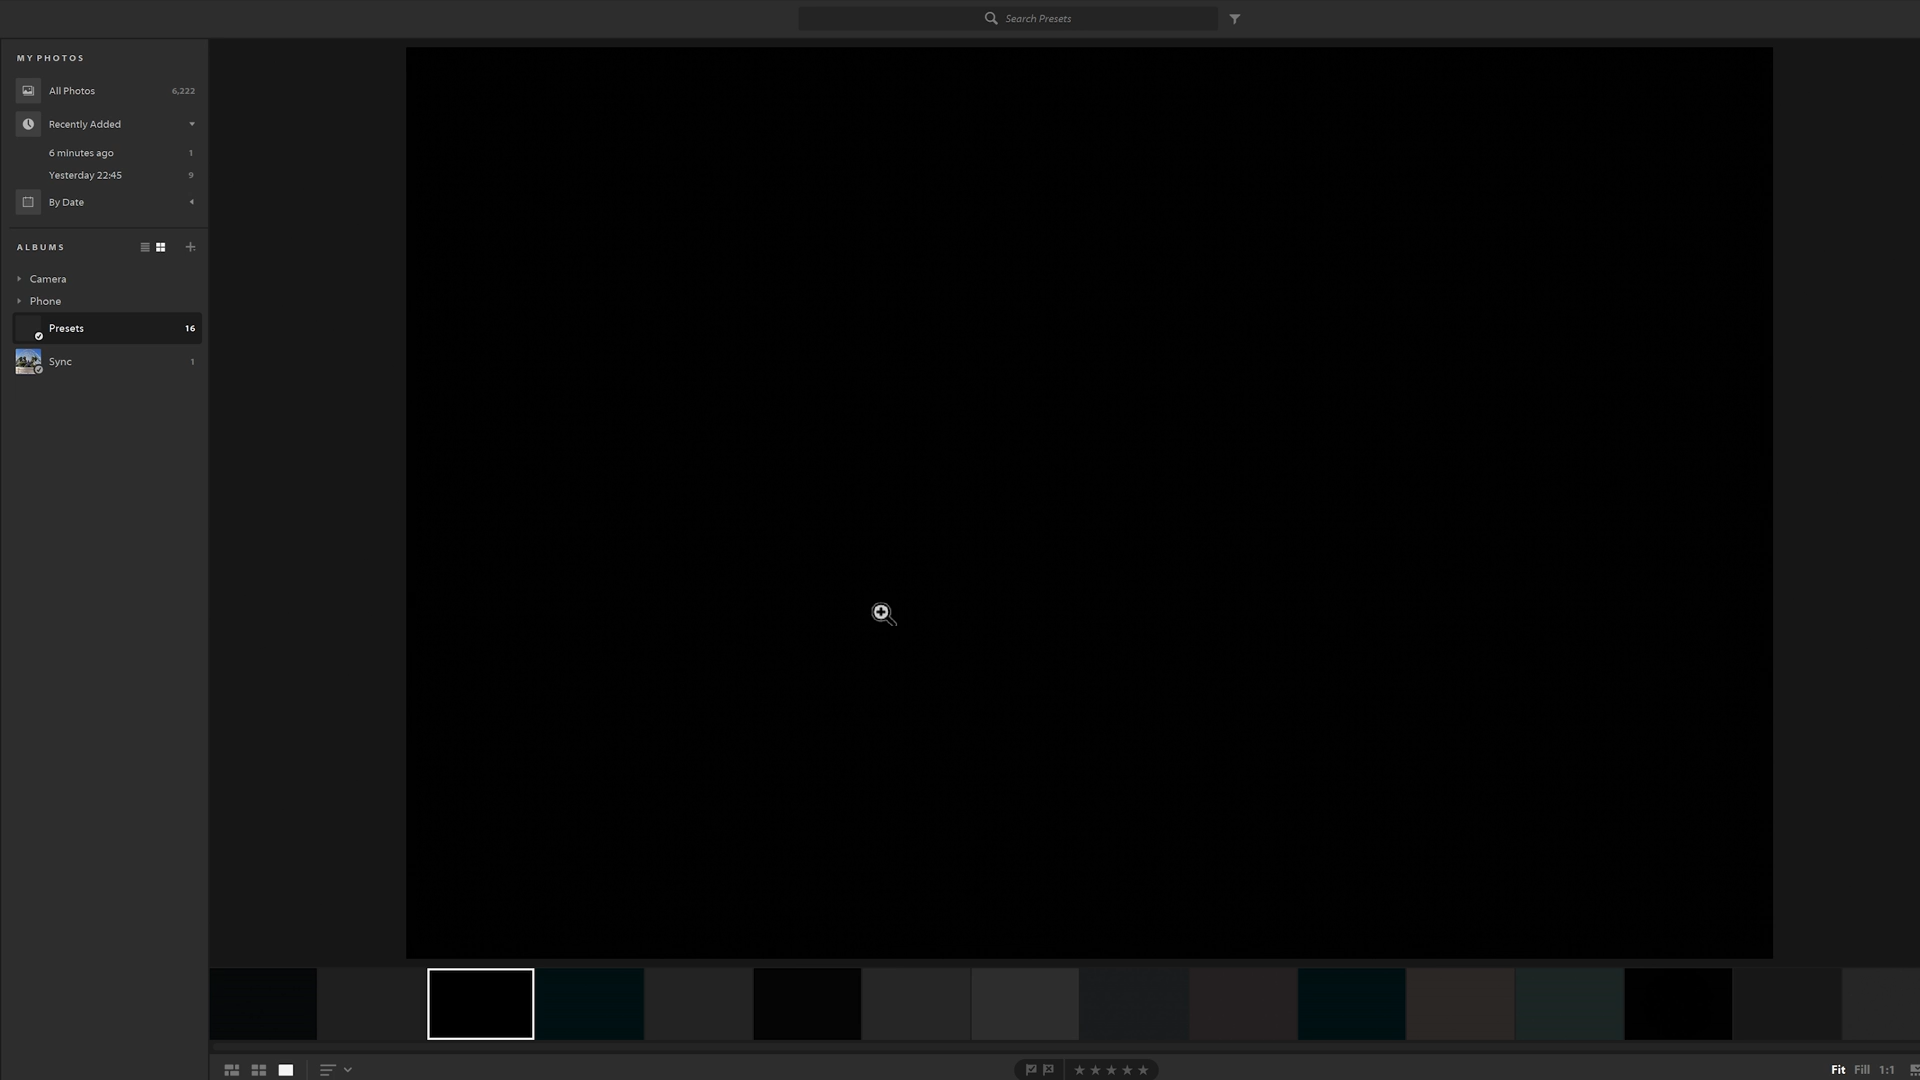 Search Presets
MY PHOTOS
All Photos 6,222
Recently Added
6 minutes ago 1
Yesterday 22:45 9
By Date
ALBUMS
Camera
Phone
Presets 16
Sync 1
Fit Fill 1:1